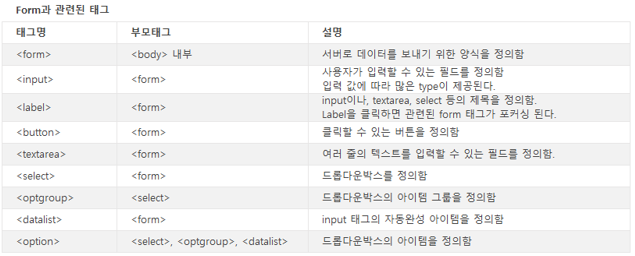 Form과 관련된 태그
태그명 부모태그 설명
<form> <body> 내부 서버로 데이터를 보내기 위한 양식을 정의함
<input> <form> 사용자가 입력할 수 있는 필드를 정의함
입력 값에 따라 많은 type이 제공된다.
<label> <form> input이나, textarea, select 등의 제목을 정의함.
Label을 클릭하면 관련된 form 태그가 포커싱 된다.
<button> <form> 클릭할 수 있는 버튼을 정의함
<textarea> <form> 여러 줄의 텍스트를 입력할 수 있는 필드를 정의함.
<select> <form> 드롭다운박스를 정의함
<optgroup> <select> 드롭다운박스의 아이템 그룹을 정의함
<datalist> <form> input 태그의 자동완성 아이템을 정의함
<option> <select>, <optgroup>, <datalist> 드롭다운박스의 아이템을 정의함